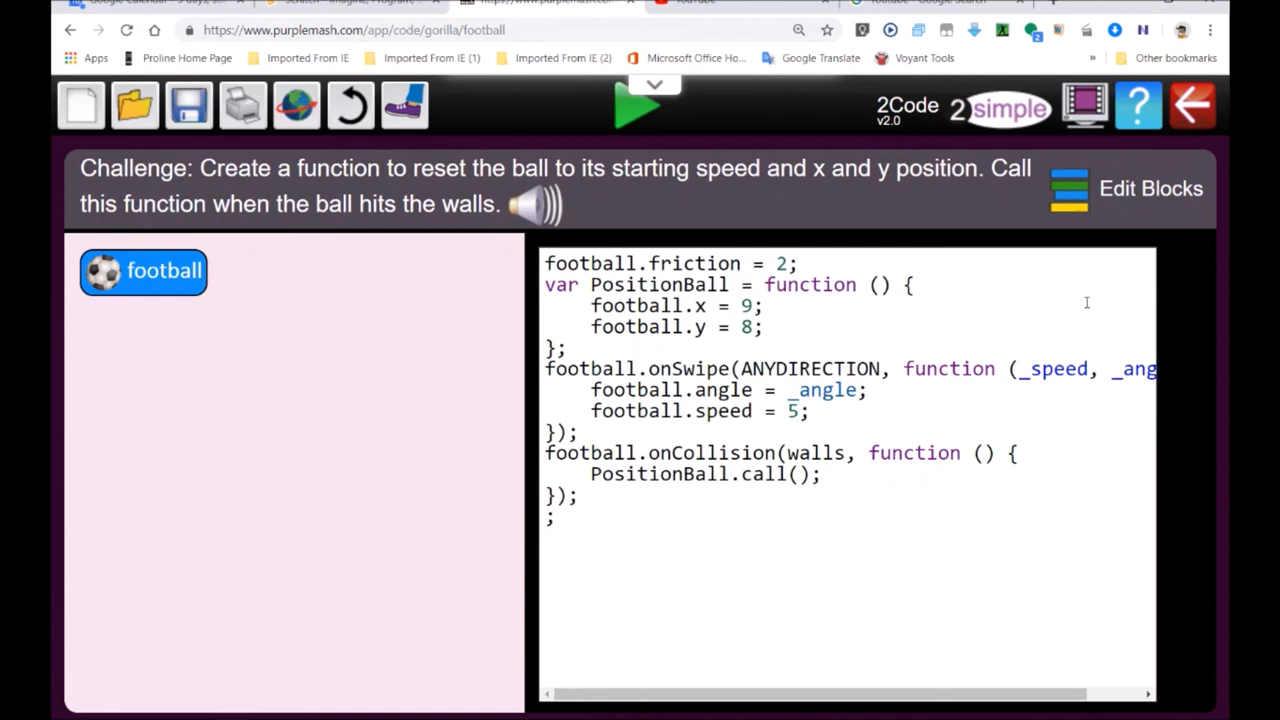 https://www.purplemash.com/app/code/gorilla/football
Apps Proline Home Page Imported From IE Imported From IE (1) Imported From IE (2) Microsoft Office Ho... Google Translate Voyant Tools » Other bookmarks
2Code
v2.0
2simple
Challenge: Create a function to reset the ball to its starting speed and x and y position. Call
this function when the ball hits the walls.
Edit Blocks
football
football.friction = 2;
var PositionBall = function () {
football.x = 9;
football.y = 8;
};
football.onSwipe(ANYDIRECTION, function (_speed, _ang
football.angle = _angle;
football.speed = 5;
});
football.onCollision(walls, function () {
PositionBall.call();
});
;